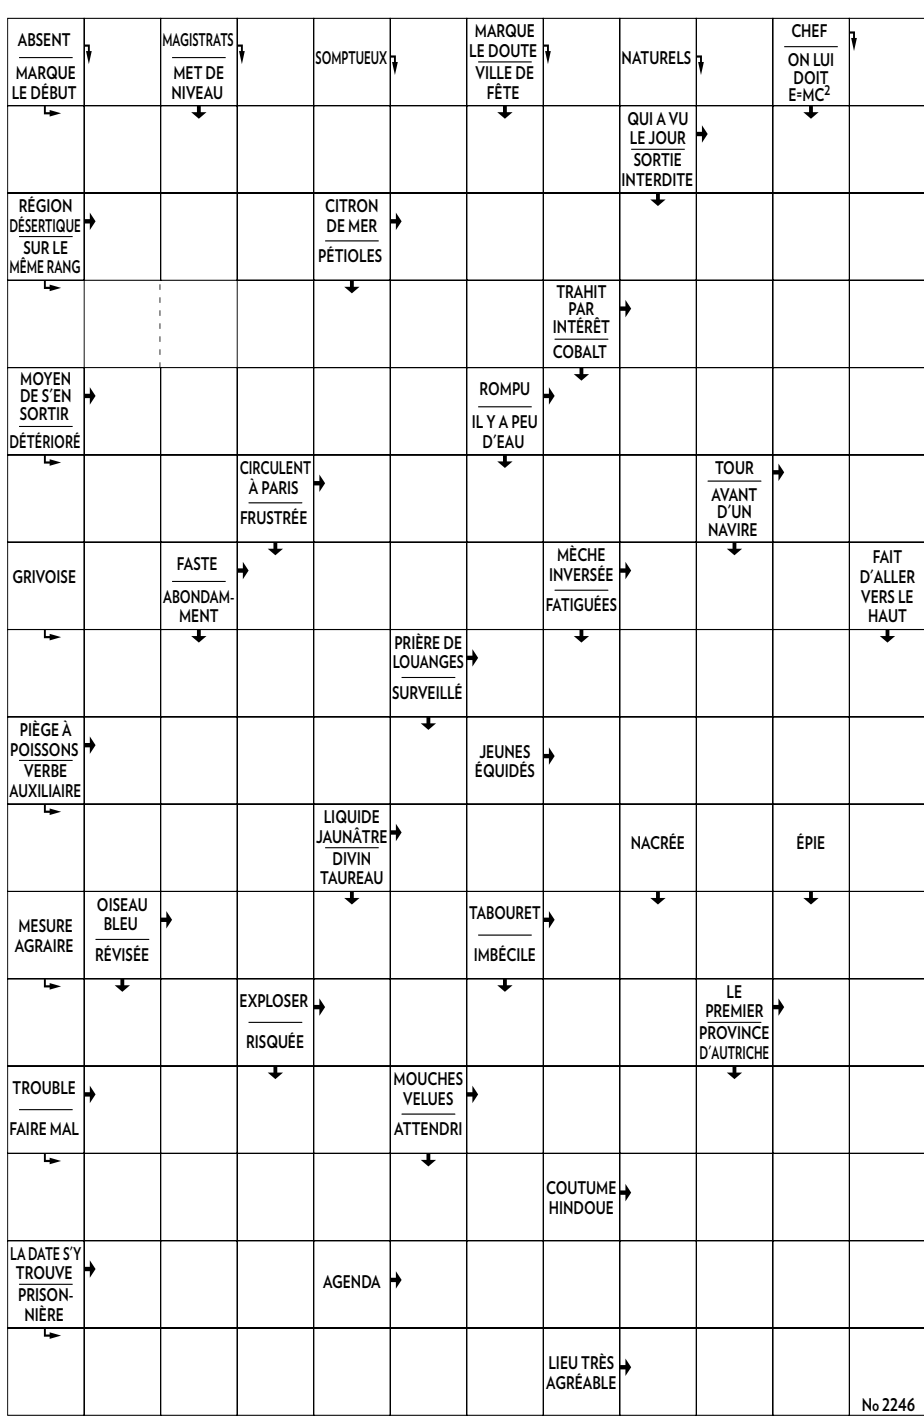 ABSENT
MARQUE
LE DÉBUT
MAGISTRATS
MET DE
NIVEAU
SOMPTUEUX
MARQUE
LE DOUTE
VILLE DE
FÊTE
NATURELS
CHEF
ON LUI
DOIT
E=MC2
QUI A VU
LE JOUR
SORTIE
INTERDITE
RÉGION
DÉSERTIQUE
SUR LE
MÊME RANG
CITRON
DE MER
PÉTIOLES
TRAHIT
PAR
INTÉRÊT
COBALT
MOYEN
DE S'EN
SORTIR
DÉTÉRIORÉ
ROMPU
IL Y A PEU
D'EAU
CIRCULENT
À PARIS
FRUSTRÉE
TOUR
AVANT
D'UN
NAVIRE
GRIVOISE
FASTE
ABONDAM-
MENT
MÈCHE
INVERSÉE
FATIGUÉES
FAIT
D'ALLER
VERS LE
HAUT
PRIÈRE DE
LOUANGES
SURVEILLÉ
PIÈGE À
POISSONS
VERBE
AUXILIAIRE
JEUNES
ÉQUIDÉS
LIQUIDE
JAUNÂTRE
DIVIN
TAUREAU
NACRÉE
ÉPIE
MESURE
AGRAIRE
OISEAU
BLEU
RÉVISÉE
TABOURET
IMBÉCILE
EXPLOSER
RISQUÉE
LE
PREMIER
PROVINCE
D'AUTRICHE
TROUBLE
FAIRE MAL
MOUCHES
VELUES
ATTENDRI
COUTUME
HINDOUE
LA DATE S'Y
TROUVE
PRISON-
NIÈRE
AGENDA
LIEU TRÈS
AGRÉABLE
No 2246